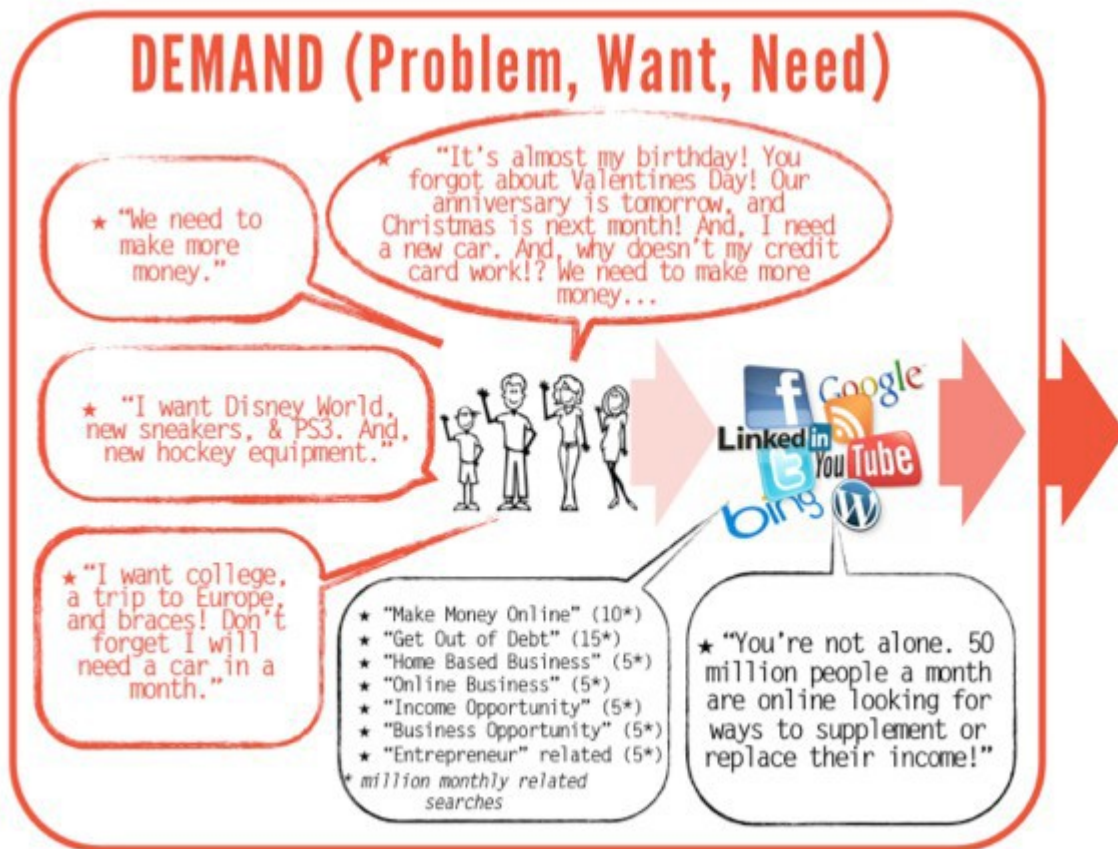 DEMAND (Problem, Want, Need)
★ “We need to
make more
money.”
★ “It's almost my birthday! You
forgot about Valentines Day! Our
anniversary is tomorrow, and
Christmas is next month! And, I need
a new car. And, why doesn't my credit
card work!? We need to make more
money...
★ “I want Disney World,
new sneakers, & PS3. And,
new hockey equipment.”
★ “I want college,
a trip to Europe,
and braces! Don't
forget I will
need a car in a
month.”
f
Google
Linked in
You Tube
bing
W
★ “Make Money Online” (10*)
★ “Get Out of Debt” (15*)
★ “Home Based Business” (5*)
★ “Online Business” (5*)
★ “Income Opportunity” (5*)
★ “Business Opportunity” (5*)
★ “Entrepreneur” related (5*)
* million monthly related
searches
★ “You're not alone. 50
million people a month
are online looking for
ways to supplement or
replace their income!”